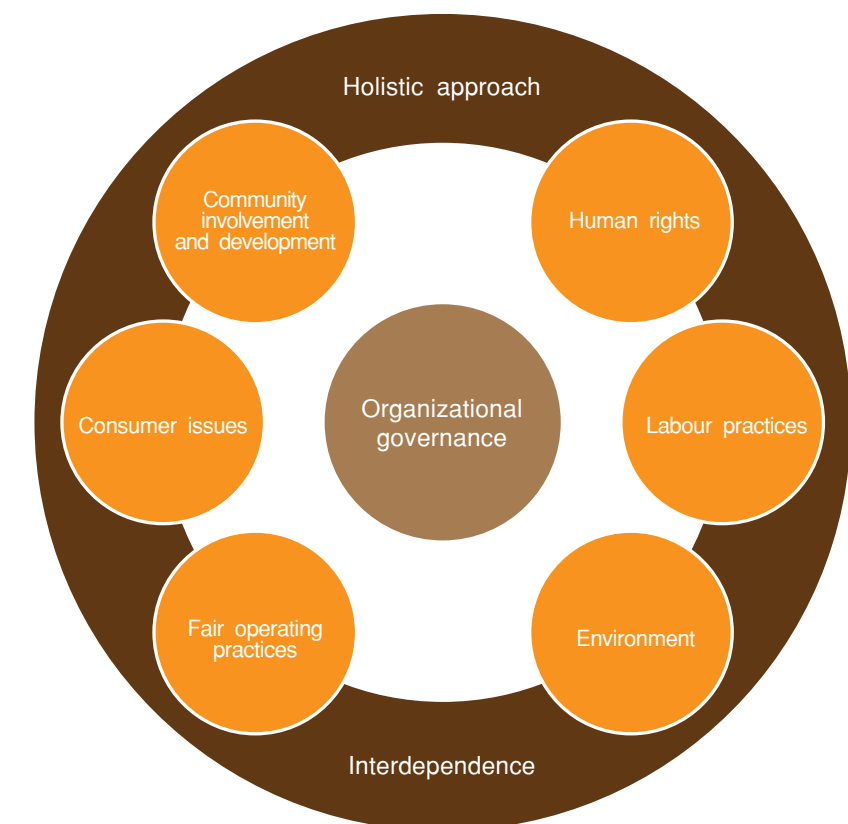 Holistic approach
Community
involvement
and development
Human rights
Consumer issues
Organizational
governance
Labour practices
Fair operating
practices
Environment
Interdependence